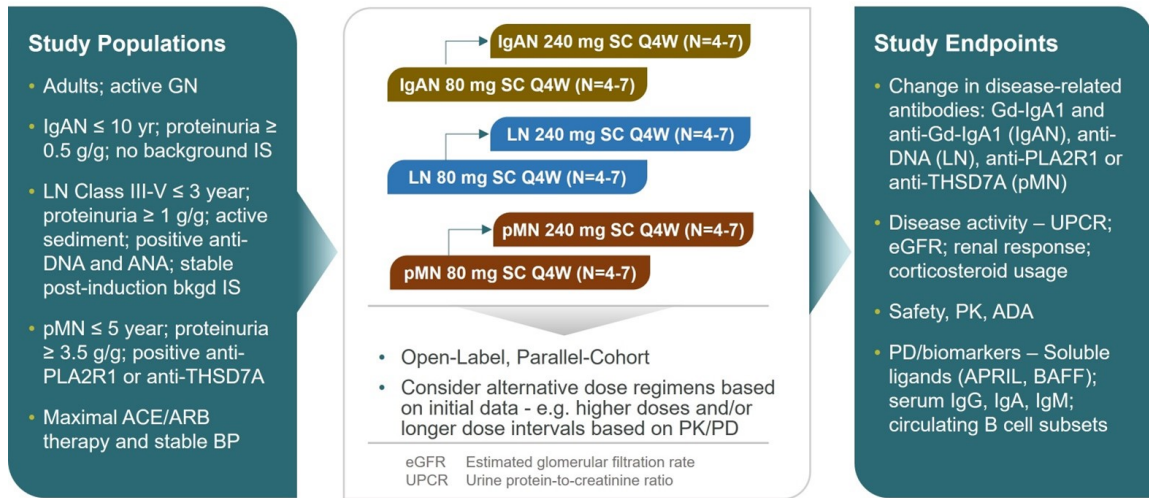 Study Populations
• Adults; active GN
• IgAN ≤ 10 yr; proteinuria ≥
0.5 g/g; no background IS
• LN Class III-V ≤ 3 year;
proteinuria ≥ 1 g/g; active
sediment; positive anti-
DNA and ANA; stable
post-induction bkgd IS
• pMN ≤ 5 year; proteinuria
≥ 3.5 g/g; positive anti-
PLA2R1 or anti-THSD7A
• Maximal ACE/ARB
therapy and stable BP
IgAN 240 mg SC Q4W (N=4-7)
IgAN 80 mg SC Q4W (N=4-7)
LN 240 mg SC Q4W (N=4-7)
LN 80 mg SC Q4W (N=4-7)
pMN 240 mg SC Q4W (N=4-7)
pMN 80 mg SC Q4W (N=4-7)
• Open-Label, Parallel-Cohort
• Consider alternative dose regimens based
on initial data - e.g. higher doses and/or
longer dose intervals based on PK/PD
eGFR Estimated glomerular filtration rate
UPCR Urine protein-to-creatinine ratio
Study Endpoints
• Change in disease-related
antibodies: Gd-IgA1 and
anti-Gd-IgA1 (IgAN), anti-
DNA (LN), anti-PLA2R1 or
anti-THSD7A (pMN)
• Disease activity – UPCR;
eGFR; renal response;
corticosteroid usage
• Safety, PK, ADA
• PD/biomarkers – Soluble
ligands (APRIL, BAFF);
serum IgG, IgA, IgM;
circulating B cell subsets